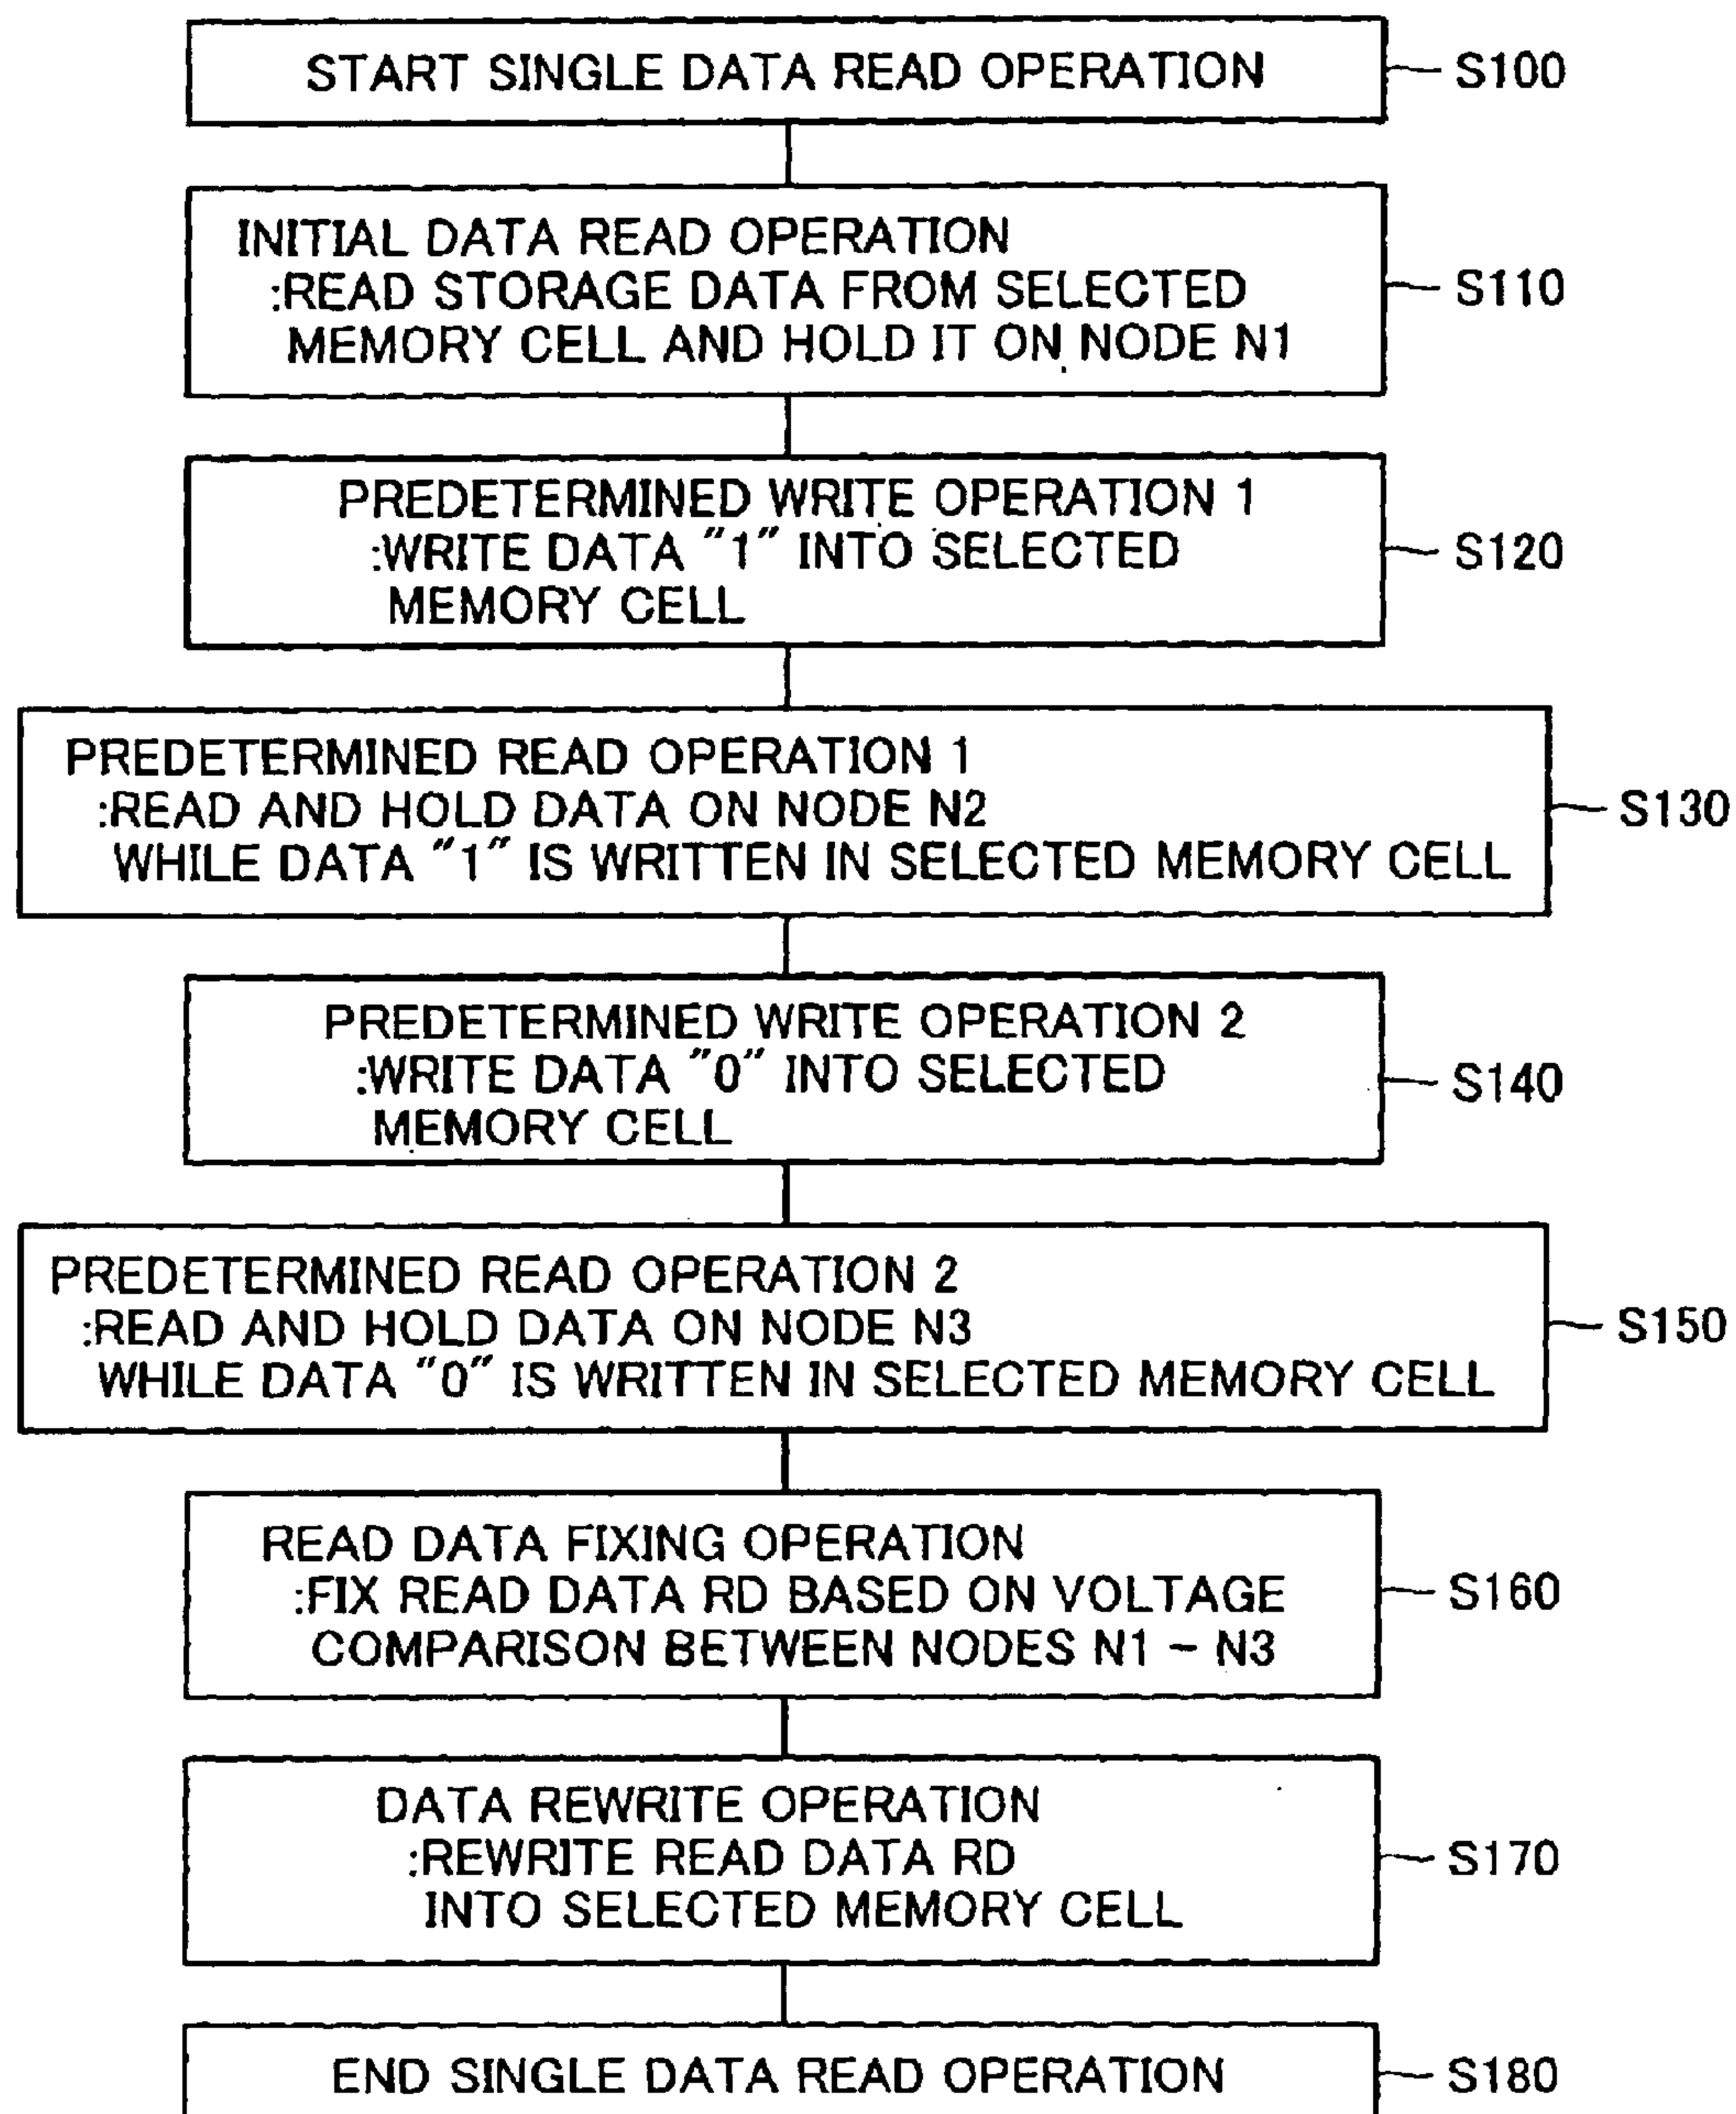 START SINGLE DATA READ OPERATION
S100
INITIAL DATA READ OPERATION
:READ STORAGE DATA FROM SELECTED
MEMORY CELL AND HOLD IT ON NODE N1
S110
PREDETERMINED WRITE OPERATION 1
:WRITE DATA "1" INTO SELECTED
MEMORY CELL
S120
PREDETERMINED READ OPERATION 1
:READ AND HOLD DATA ON NODE N2
WHILE DATA "1" IS WRITTEN IN SELECTED MEMORY CELL
S130
PREDETERMINED WRITE OPERATION 2
:WRITE DATA "0" INTO SELECTED
MEMORY CELL
S140
PREDETERMINED READ OPERATION 2
:READ AND HOLD DATA ON NODE N3
WHILE DATA "0" IS WRITTEN IN SELECTED MEMORY CELL
S150
READ DATA FIXING OPERATION
:FIX READ DATA RD BASED ON VOLTAGE
COMPARISON BETWEEN NODES N1 - N3
S160
DATA REWRITE OPERATION
:REWRITE READ DATA RD
INTO SELECTED MEMORY CELL
S170
END SINGLE DATA READ OPERATION
S180